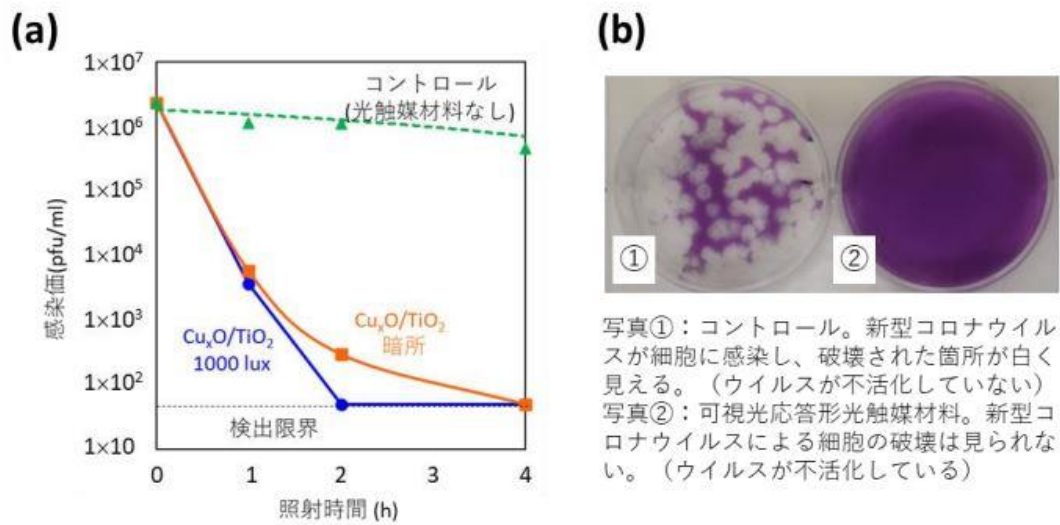 (a)
1×10⁷
1×10⁶
1×10⁵
1×10⁴
1×10³
1×10²
1×10
感染価(pfu/ml)
コントロール
(光触媒材料なし)
CuₓO/TiO₂
1000 lux
CuₓO/TiO₂
暗所
検出限界
0
1
2
3
4
照射時間 (h)
(b)
①
②
写真①：コントロール。新型コロナウイル
スが細胞に感染し、破壊された箇所が白く
見える。（ウイルスが不活化していない）
写真②：可視光応答形光触媒材料。新型コ
ロナウイルスによる細胞の破壊は見られな
い。（ウイルスが不活化している）